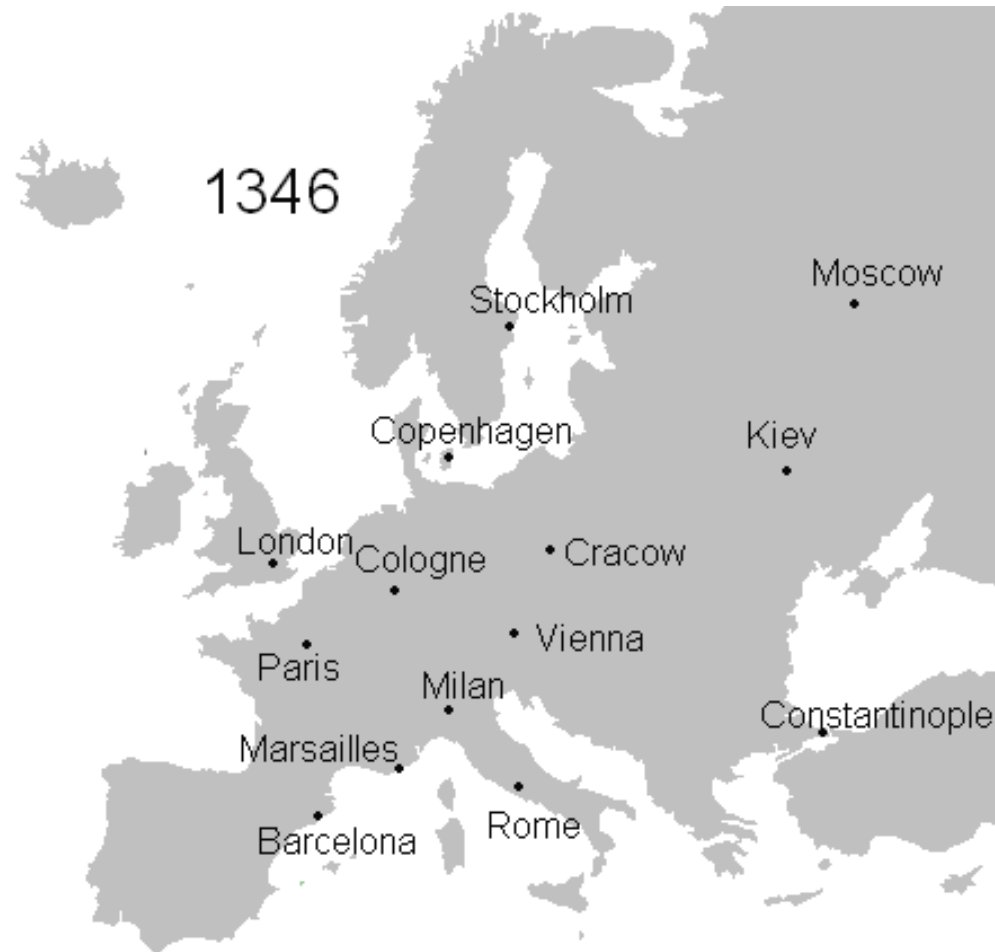 1346
Moscow
Stockholm
Copenhagen
Kiev
London
Cologne
Cracow
Vienna
Paris
Milan
Constantinople
Marsailles
Rome
Barcelona